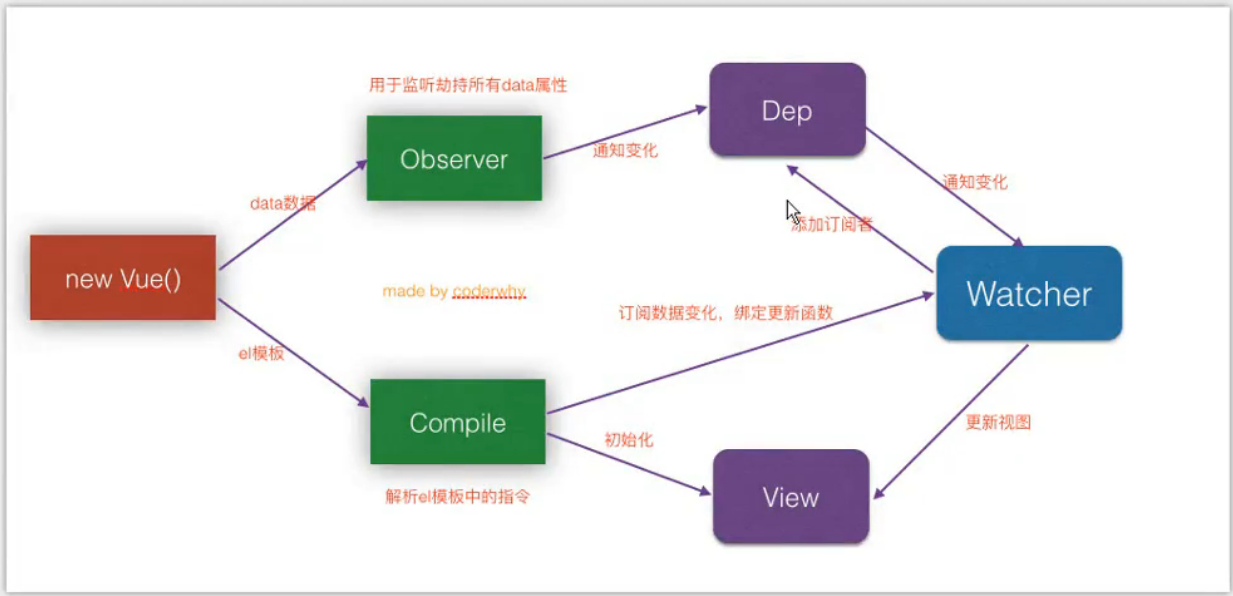 用于监听劫持所有data属性
Dep
Observer
通知变化
通知变化
data数据
添加订阅者
new Vue()
made by coderwhy
Watcher
订阅数据变化，绑定更新函数
el模板
Compile
更新视图
初始化
解析el模板中的指令
View